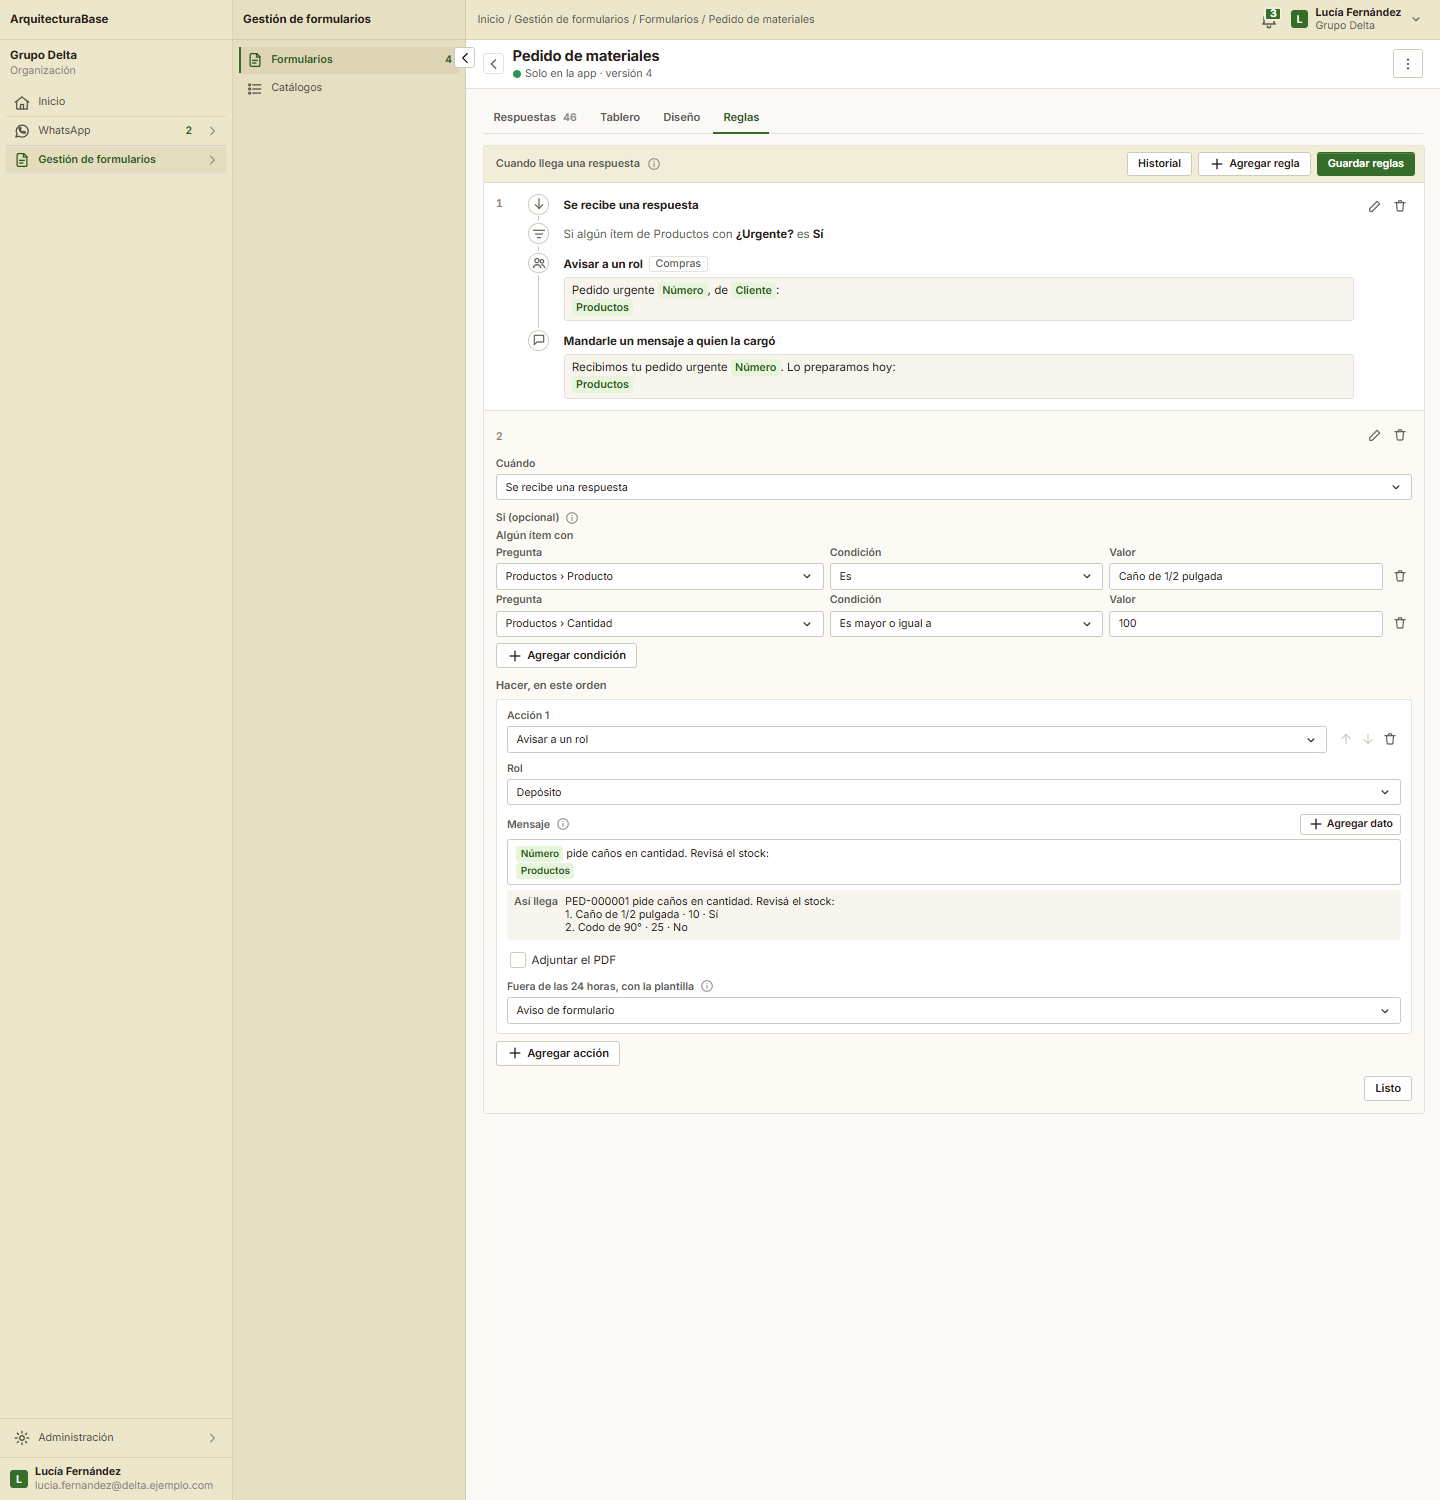 ArquitecturaBase
Grupo Delta
Organización
Inicio
WhatsApp 2
Gestión de formularios
Administración
L Lucía Fernández
lucia.fernandez@delta.ejemplo.com
Gestión de formularios
Formularios 4
Catálogos
Inicio / Gestión de formularios / Formularios / Pedido de materiales
3
L Lucía Fernández
Grupo Delta
Pedido de materiales
Solo en la app · versión 4
Respuestas 46 Tablero Diseño Reglas
Cuando llega una respuesta Historial Agregar regla Guardar reglas
1 Se recibe una respuesta
Si algún ítem de Productos con ¿Urgente? es Sí
Avisar a un rol Compras
Pedido urgente Número , de Cliente :
Productos
Mandarle un mensaje a quien la cargó
Recibimos tu pedido urgente Número . Lo preparamos hoy:
Productos
2
Cuándo
Se recibe una respuesta
Si (opcional)
Algún ítem con
Pregunta Condición Valor
Productos › Producto Es Caño de 1/2 pulgada
Pregunta Condición Valor
Productos › Cantidad Es mayor o igual a 100
Agregar condición
Hacer, en este orden
Acción 1
Avisar a un rol
Rol
Depósito
Mensaje Agregar dato
Número pide caños en cantidad. Revisá el stock:
Productos
Así llega PED-000001 pide caños en cantidad. Revisá el stock:
1. Caño de 1/2 pulgada · 10 · Sí
2. Codo de 90° · 25 · No
Adjuntar el PDF
Fuera de las 24 horas, con la plantilla
Aviso de formulario
Agregar acción
Listo